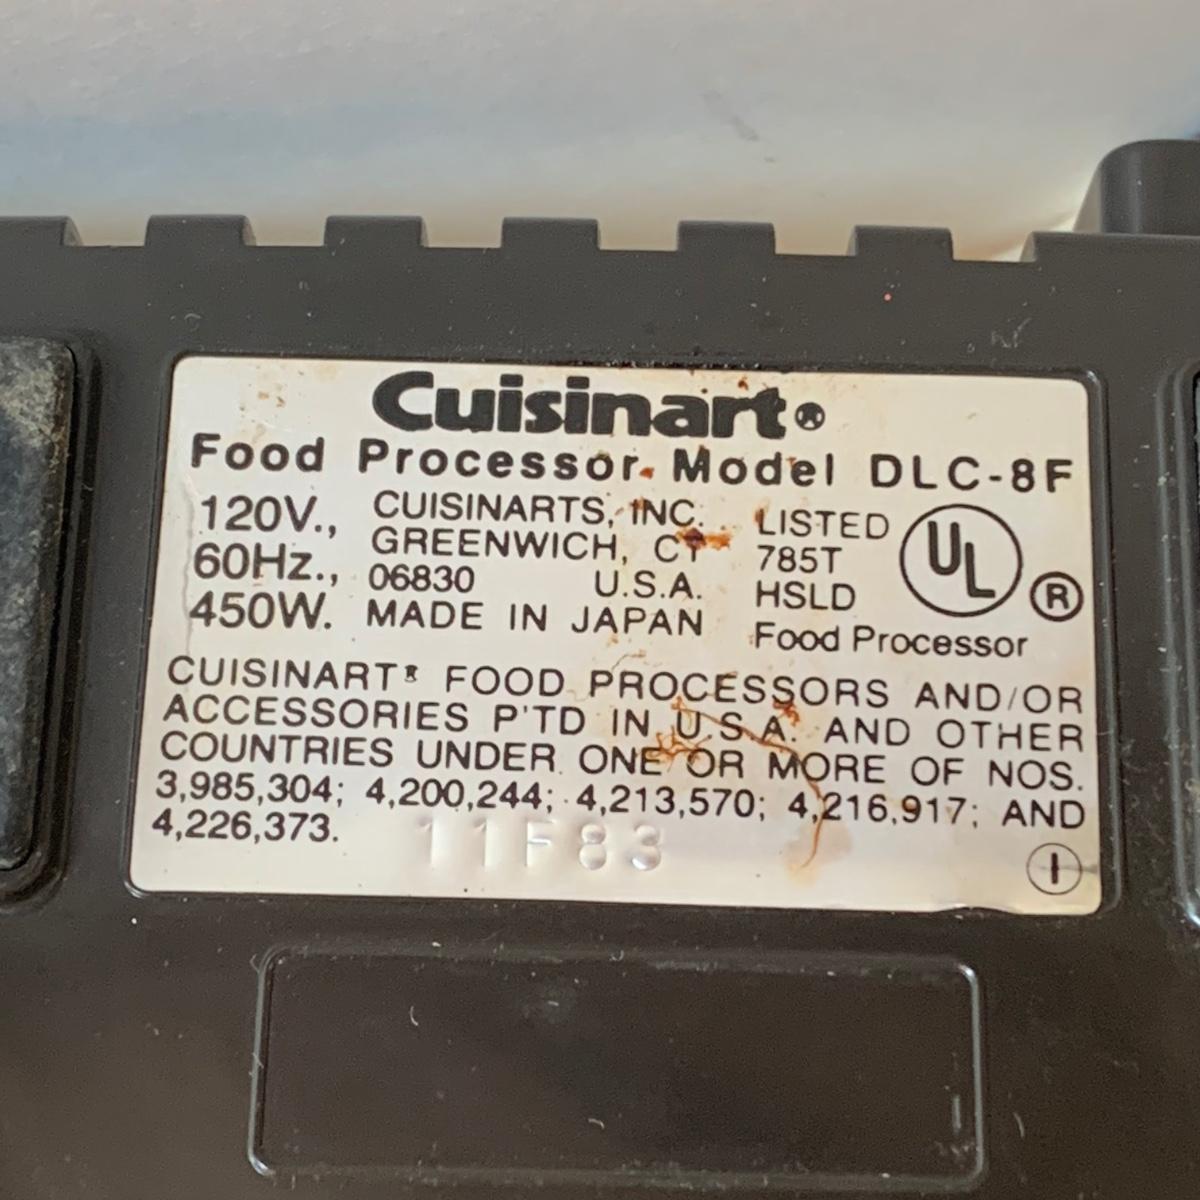 Cuisinart®
Food Processor Model DLC-8F
120V., CUISINARTS, INC. LISTED
60Hz., GREENWICH, CT 785T
450W. 06830 U.S.A. HSLD
MADE IN JAPAN Food Processor
UL ®
CUISINART® FOOD PROCESSORS AND/OR
ACCESSORIES P'TD IN U.S.A. AND OTHER
COUNTRIES UNDER ONE OR MORE OF NOS.
3,985,304; 4,200,244; 4,213,570; 4,216,917; AND
4,226,373.
11F83
I